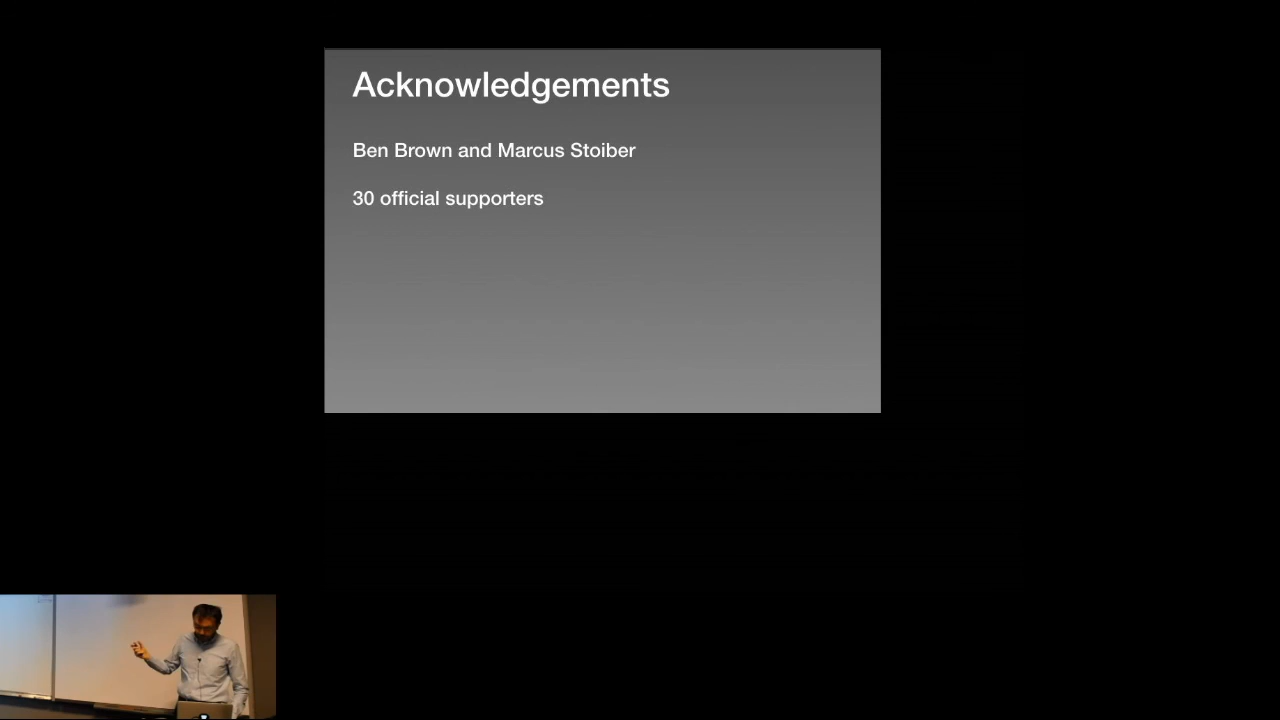 Acknowledgements
Ben Brown and Marcus Stoiber
30 official supporters